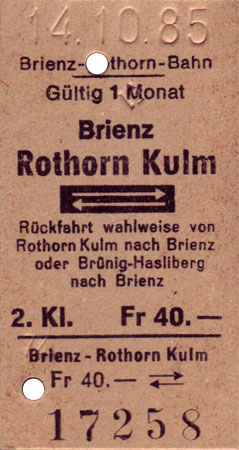 14.10.85
Brienz-Rothorn-Bahn
Gültig 1 Monat
Brienz
Rothorn Kulm
Rückfahrt wahlweise von
Rothorn Kulm nach Brienz
oder Brünig-Hasliberg
nach Brienz
2. Kl. Fr 40.—
Brienz - Rothorn Kulm
Fr 40.—
17258